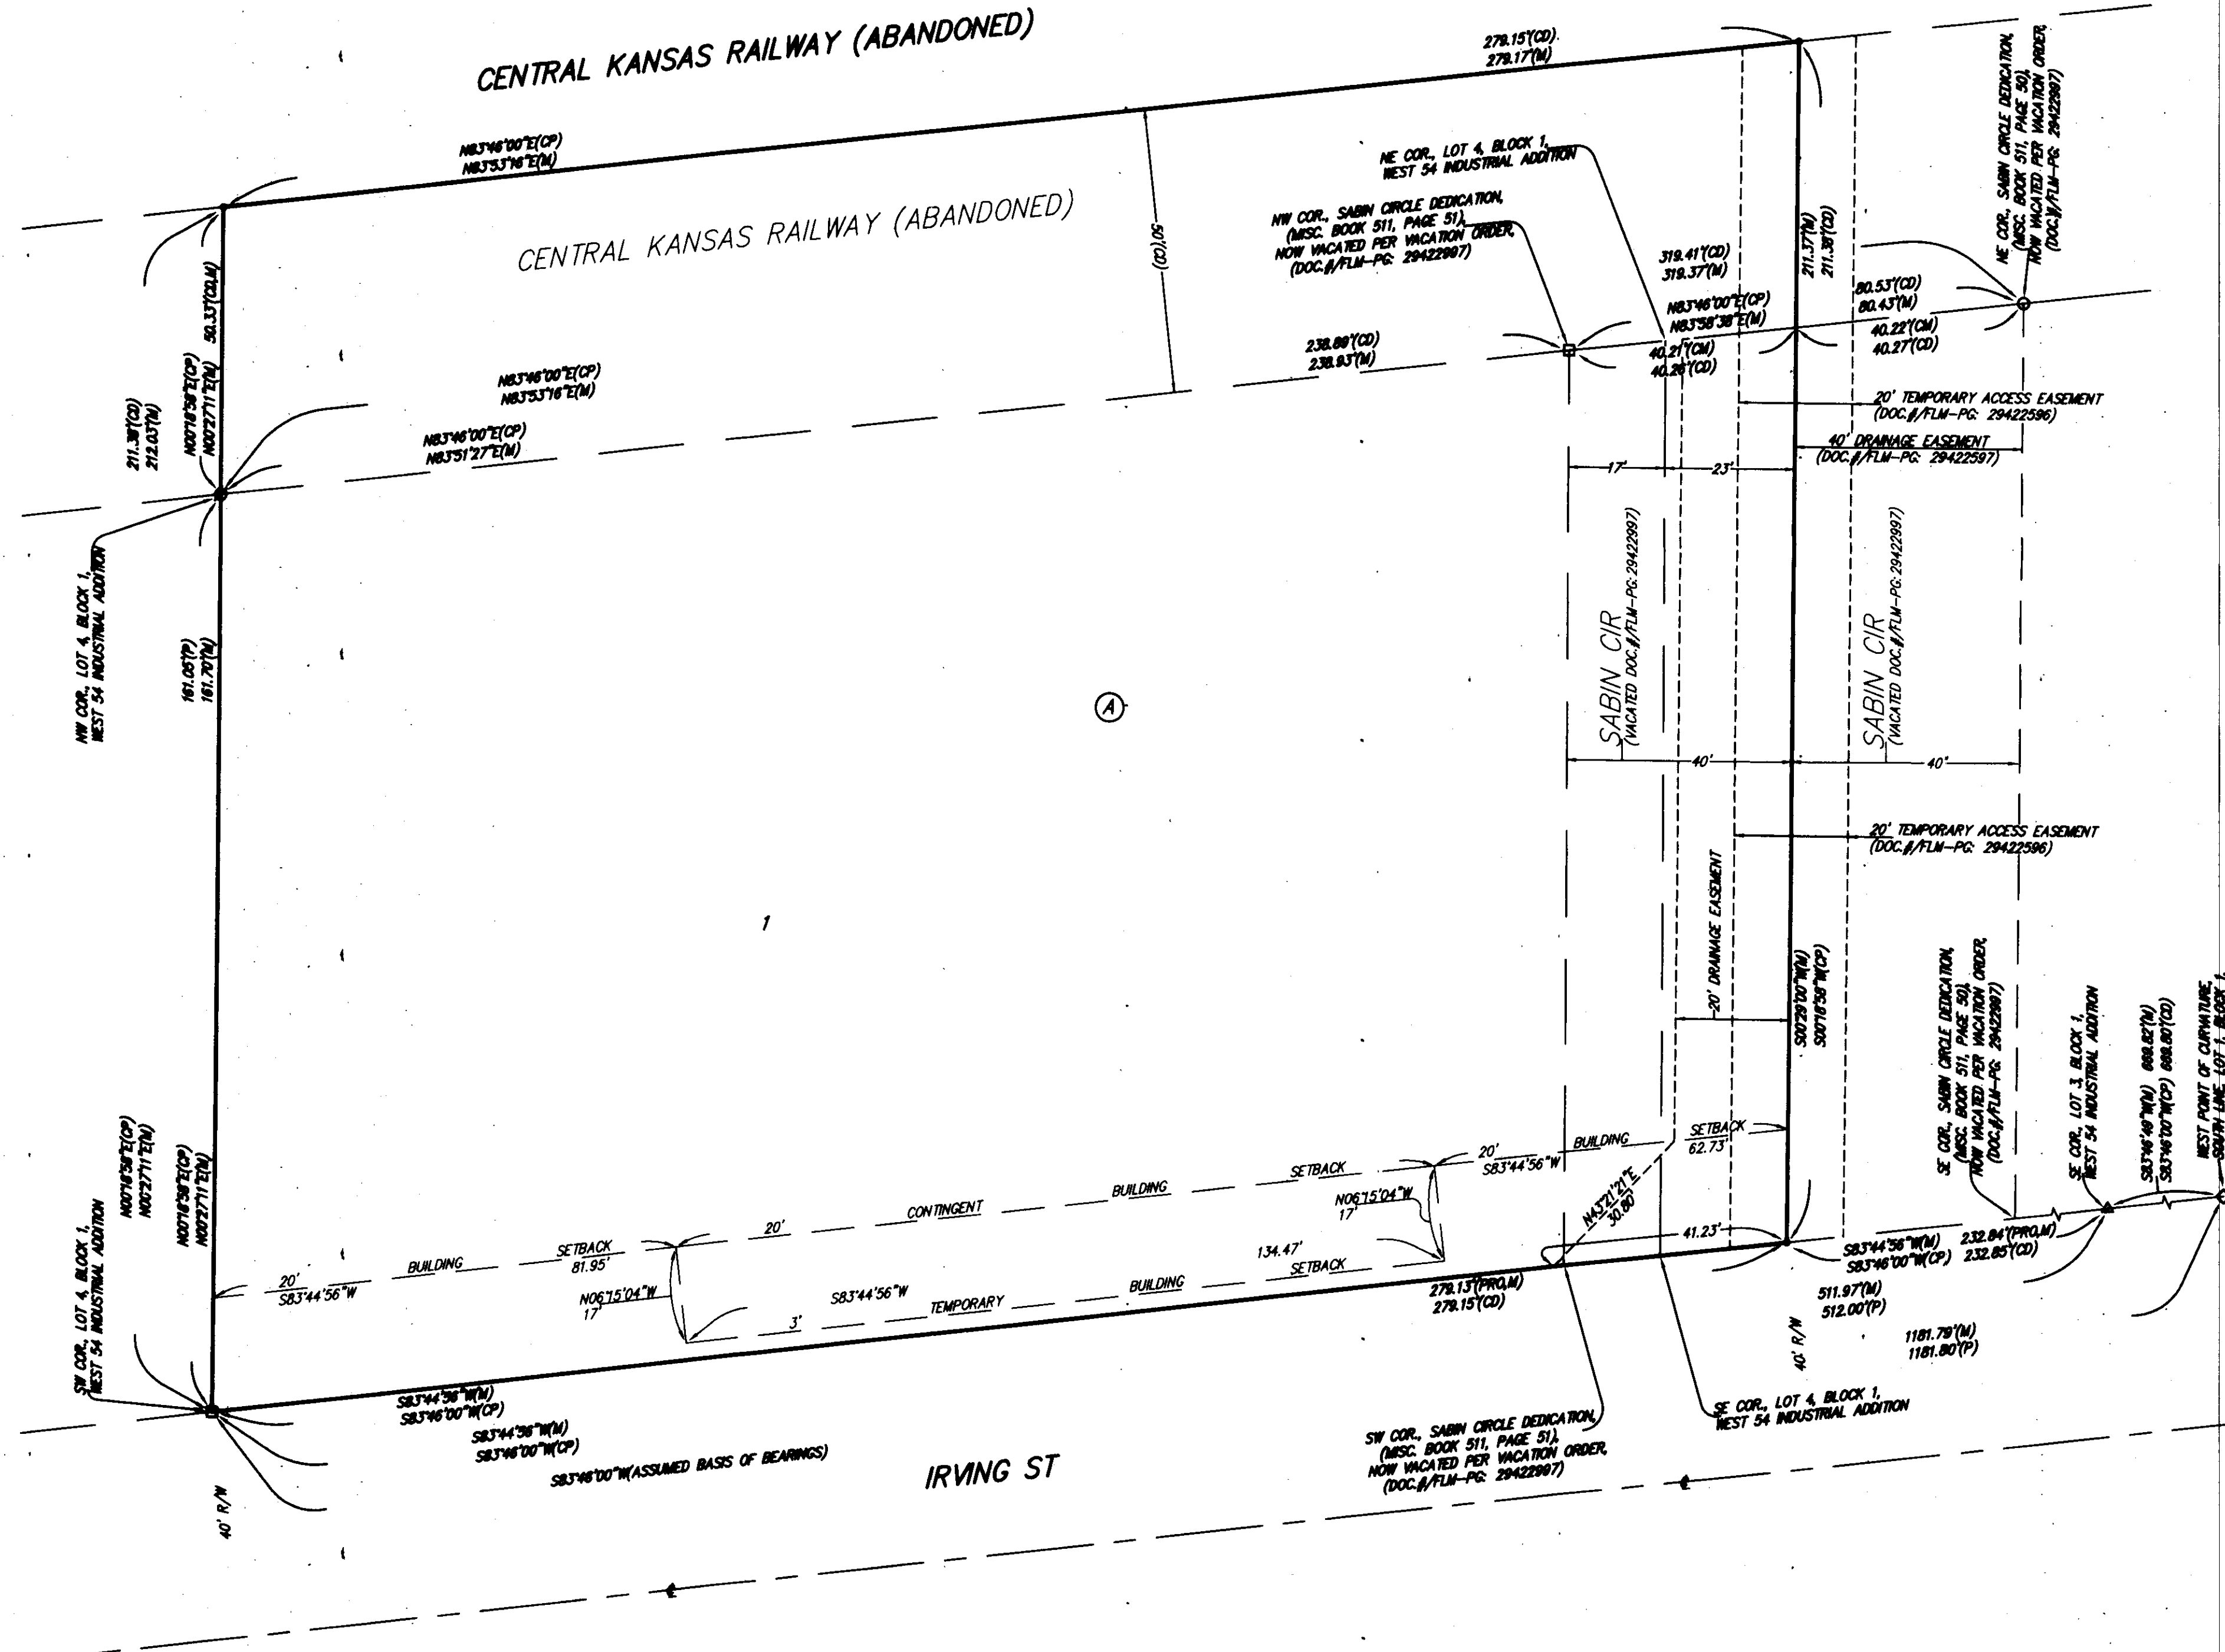 CENTRAL KANSAS RAILWAY (ABANDONED)
279.15'(CD)
279.17'(M)
N83°46'00"E(CP)
N83°53'16"E(M)
CENTRAL KANSAS RAILWAY (ABANDONED)
50'(CD)
NE COR., LOT 4, BLOCK 1,
WEST 54 INDUSTRIAL ADDITION
NW COR., SABIN CIRCLE DEDICATION,
(MISC. BOOK 511, PAGE 51),
NOW VACATED PER VACATION ORDER,
(DOC.#/FLM-PG: 29422997)
NE COR., SABIN CIRCLE DEDICATION,
(MISC. BOOK 511, PAGE 50),
NOW VACATED PER VACATION ORDER,
(DOC.#/FLM-PG: 29422997)
211.37'(M)
211.38'(CD)
319.41'(CD)
319.37'(M)
N83°46'00"E(CP)
N83°58'38"E(M)
80.53'(CD)
80.43'(M)
40.22'(CM)
40.27'(CD)
40.21'(CM)
40.26'(CD)
238.89'(CD)
238.93'(M)
50.33'(CD,M)
N00°18'58"E(CP)
N00°27'11"E(M)
211.38'(CD)
212.03'(M)
N83°46'00"E(CP)
N83°53'16"E(M)
N83°46'00"E(CP)
N83°51'27"E(M)
20' TEMPORARY ACCESS EASEMENT
(DOC.#/FLM-PG: 29422596)
40' DRAINAGE EASEMENT
(DOC.#/FLM-PG: 29422597)
17'
23'
NW COR., LOT 4, BLOCK 1,
WEST 54 INDUSTRIAL ADDITION
161.05'(P)
161.70'(M)
A
SABIN CIR
(VACATED DOC.#/FLM-PG:29422997)
SABIN CIR
(VACATED DOC.#/FLM-PG:29422997)
40'
40'
20' TEMPORARY ACCESS EASEMENT
(DOC.#/FLM-PG: 29422596)
1
20' DRAINAGE EASEMENT
S00°29'00"W(M)
S00°18'58"W(CP)
SE COR., SABIN CIRCLE DEDICATION,
(MISC. BOOK 511, PAGE 50),
NOW VACATED PER VACATION ORDER,
(DOC.#/FLM-PG: 29422997)
SE COR., LOT 3, BLOCK 1,
WEST 54 INDUSTRIAL ADDITION
S83°46'49"W(M) 669.82'(M)
S83°46'00"W(CP) 669.80'(CD)
WEST POINT OF CURVATURE,
SOUTH LINE, LOT 1, BLOCK 1,
N00°18'58"E(CP)
N00°27'11"E(M)
N00°18'58"E(CP)
N00°27'11"E(M)
SW COR., LOT 4, BLOCK 1,
WEST 54 INDUSTRIAL ADDITION
20' BUILDING SETBACK
S83°44'56"W
81.95'
20' CONTINGENT BUILDING SETBACK
N06°15'04"W
17'
3' TEMPORARY BUILDING SETBACK
S83°44'56"W
134.47'
N06°15'04"W
17'
20' BUILDING SETBACK
S83°44'56"W
62.73'
N43°21'21"E
30.80'
41.23'
279.13'(PRO,M)
279.15'(CD)
S83°44'56"W(M) 232.84'(PRO,M)
S83°46'00"W(CP) 232.85'(CD)
511.97'(M)
512.00'(P)
1181.79'(M)
1181.80'(P)
40' R/W
SE COR., LOT 4, BLOCK 1,
WEST 54 INDUSTRIAL ADDITION
SW COR., SABIN CIRCLE DEDICATION,
(MISC. BOOK 511, PAGE 51),
NOW VACATED PER VACATION ORDER,
(DOC.#/FLM-PG: 29422997)
S83°44'56"W(M)
S83°46'00"W(CP)
S83°44'56"W(M)
S83°46'00"W(CP)
S83°46'00"W(ASSUMED BASIS OF BEARINGS)
IRVING ST
40' R/W